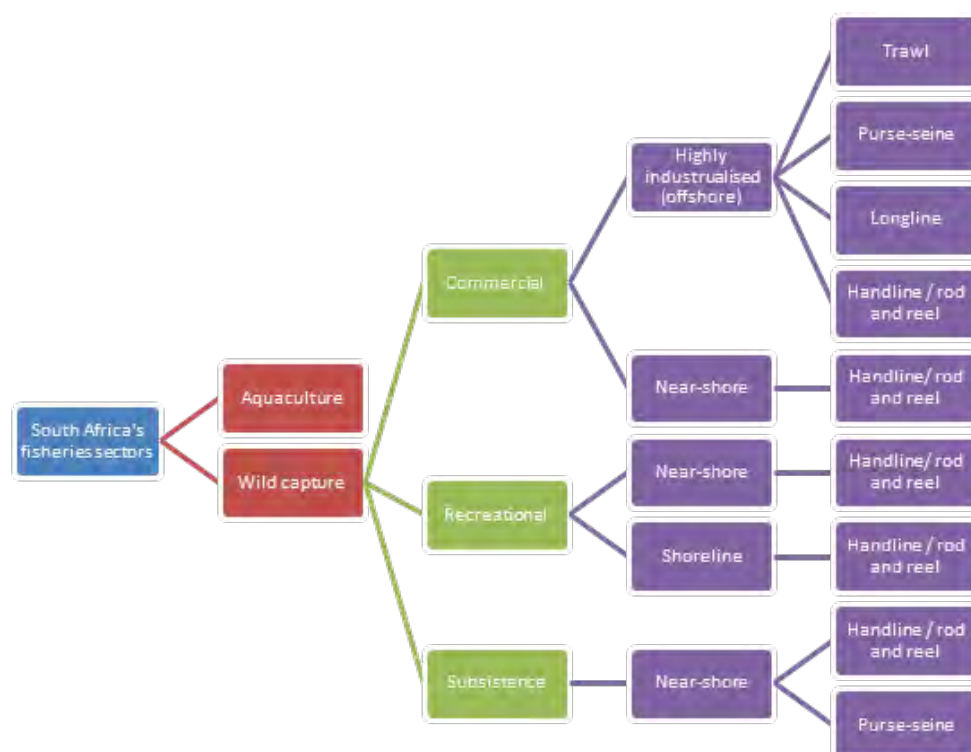 South Africa's
fisheries sectors
Aquaculture
Wild capture
Commercial
Recreational
Subsistence
Highly
industrualised
(offshore)
Near-shore
Near-shore
Shoreline
Near-shore
Trawl
Purse-seine
Longline
Handline / rod
and reel
Handline/ rod
and reel
Handline/ rod
and reel
Handline / rod
and reel
Handline / rod
and reel
Purse-seine